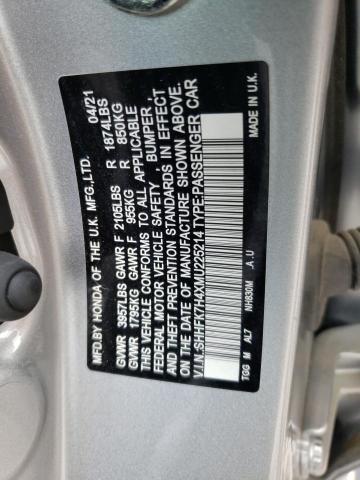 MFD.BY HONDA OF THE U.K. MFG.,LTD. 04/21
GVWR 3957LBS GAWR F 2105LBS R 1874LBS
GVWR 1795KG GAWR F 955KG R 850KG
THIS VEHICLE CONFORMS TO ALL APPLICABLE
FEDERAL MOTOR VEHICLE SAFETY, BUMPER,
AND THEFT PREVENTION STANDARDS IN EFFECT
ON THE DATE OF MANUFACTURE SHOWN ABOVE.
V.I.N.:SHHFK7H4XMU225214 TYPE:PASSENGER CAR
NH830M A.U MADE IN U.K.
TGG M AL7